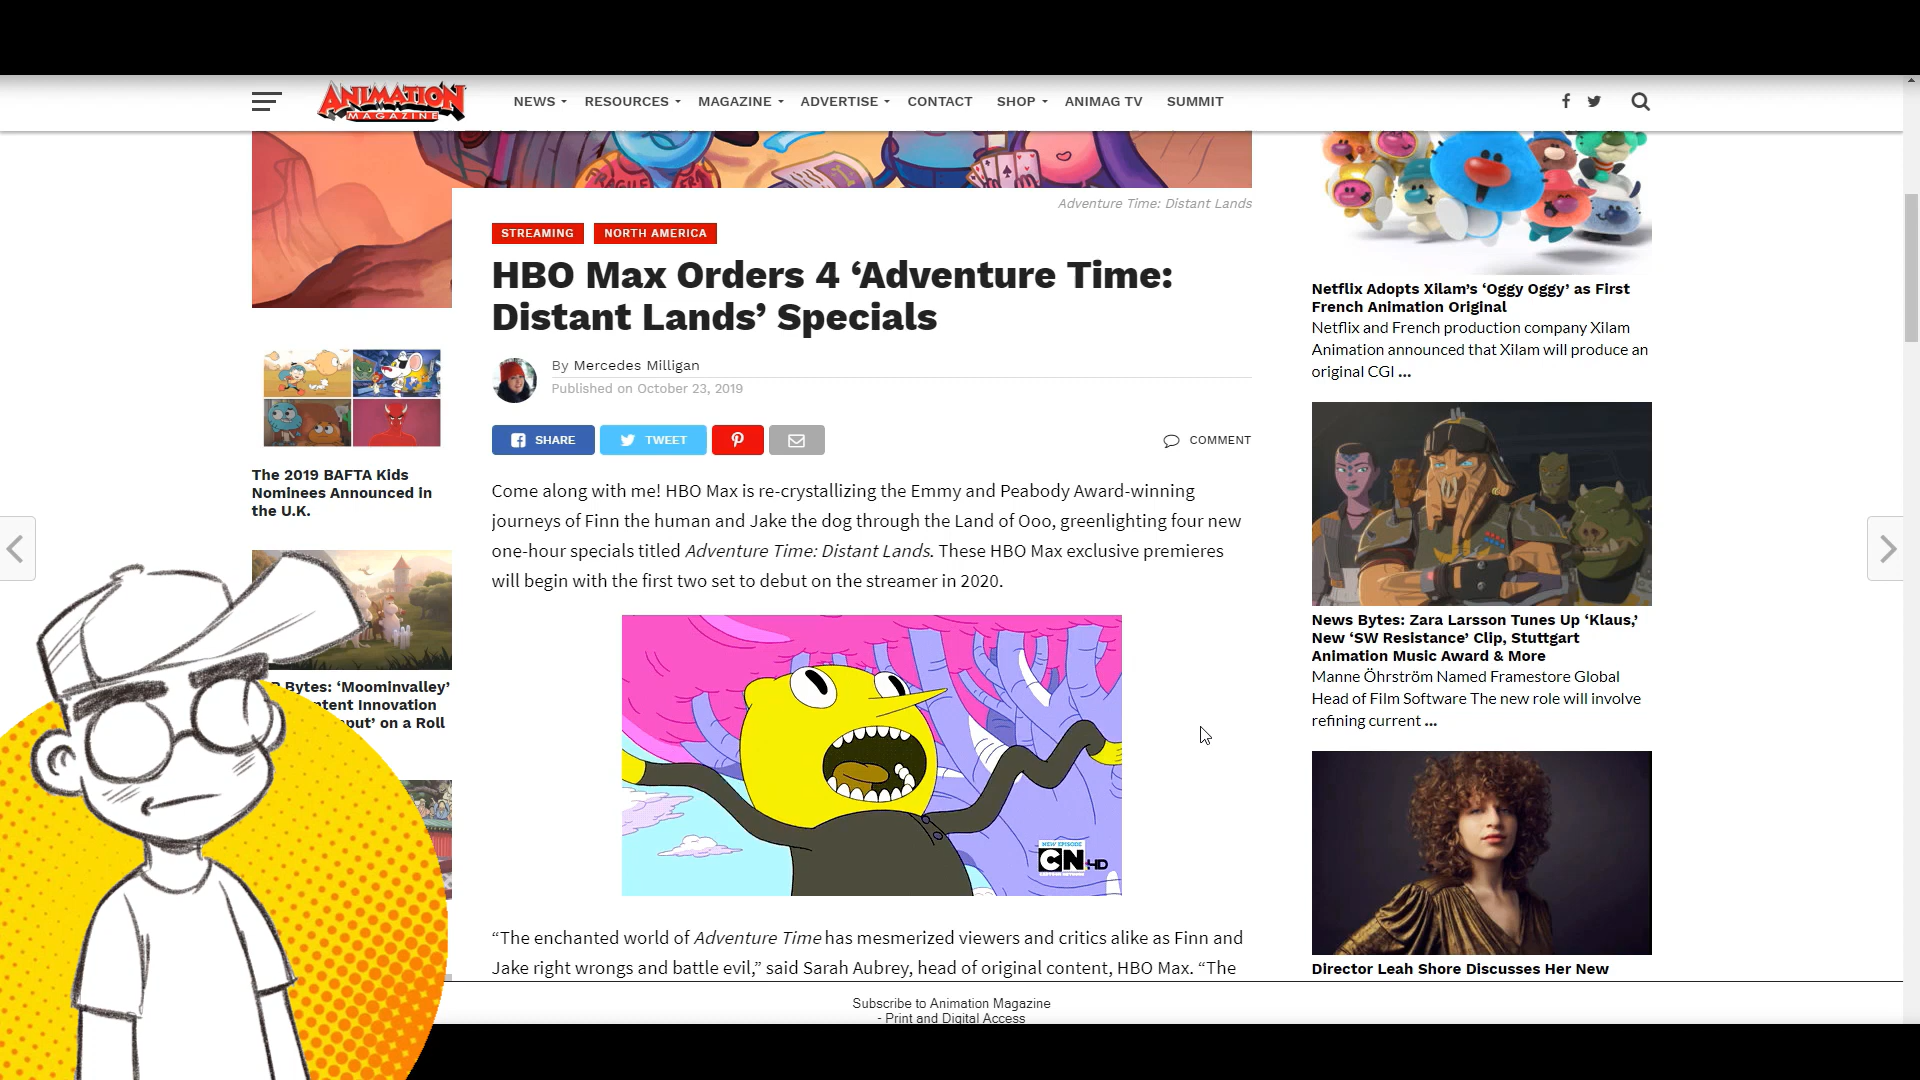 ANIMATION
MAGAZINE
NEWS
RESOURCES
MAGAZINE
ADVERTISE
CONTACT
SHOP
ANIMAG TV
SUMMIT
FRAGILE
Adventure Time: Distant Lands
STREAMING
NORTH AMERICA
HBO Max Orders 4 ‘Adventure Time:
Distant Lands’ Specials
By Mercedes Milligan
Published on October 23, 2019
SHARE
TWEET
COMMENT
Come along with me! HBO Max is re-crystallizing the Emmy and Peabody Award-winning
journeys of Finn the human and Jake the dog through the Land of Ooo, greenlighting four new
one-hour specials titled Adventure Time: Distant Lands. These HBO Max exclusive premieres
will begin with the first two set to debut on the streamer in 2020.
NEW EPISODE
CN HD
CARTOON NETWORK
“The enchanted world of Adventure Time has mesmerized viewers and critics alike as Finn and
Jake right wrongs and battle evil,” said Sarah Aubrey, head of original content, HBO Max. “The
The 2019 BAFTA Kids
Nominees Announced in
the U.K.
Bytes: ‘Moominvalley’
Innovation
on a Roll
Netflix Adopts Xilam’s ‘Oggy Oggy’ as First
French Animation Original
Netflix and French production company Xilam
Animation announced that Xilam will produce an
original CGI ...
News Bytes: Zara Larsson Tunes Up ‘Klaus,’
New ‘SW Resistance’ Clip, Stuttgart
Animation Music Award & More
Manne Öhrström Named Framestore Global
Head of Film Software The new role will involve
refining current ...
Director Leah Shore Discusses Her New
Subscribe to Animation Magazine
- Print and Digital Access